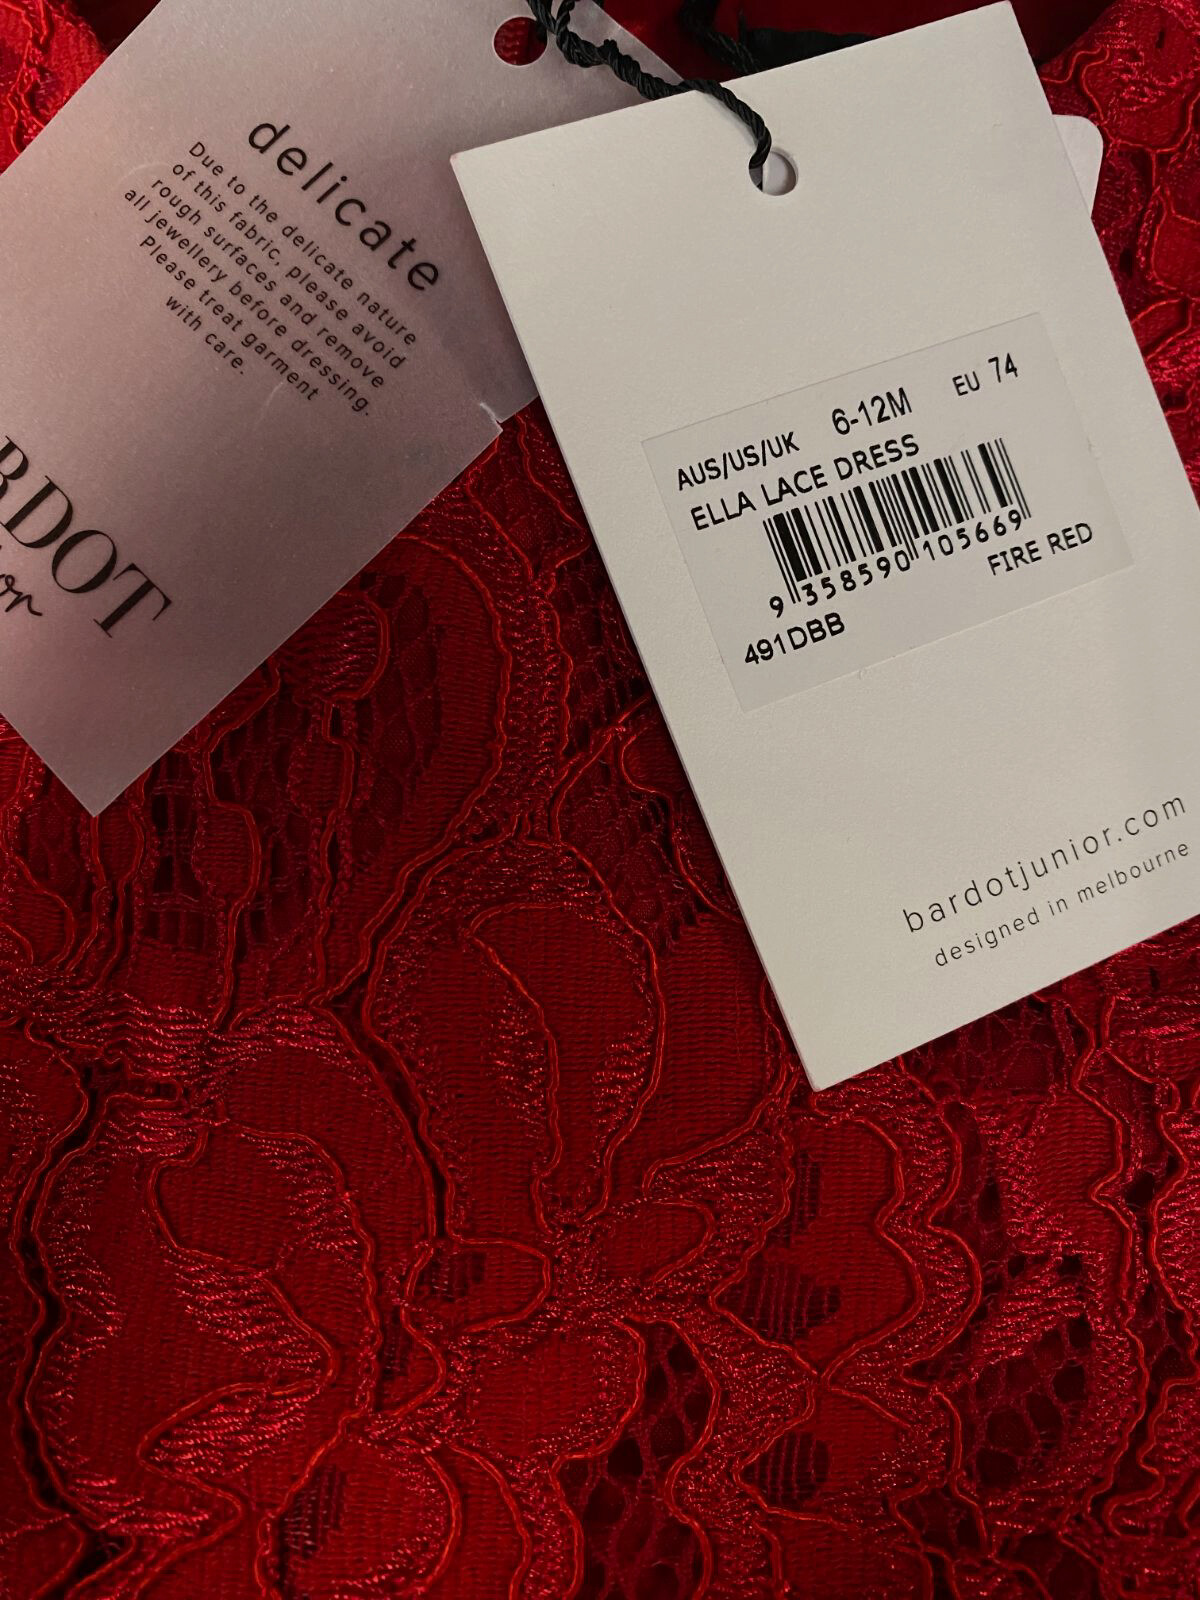 delicate
Due to the delicate nature
of this fabric, please avoid
rough surfaces and remove
all jewellery before dressing.
Please treat garment
with care.
RDOT
or
AUS/US/UK 6-12M EU 74
ELLA LACE DRESS
9 358590 105669
FIRE RED
491DBB
bardotjunior.com
designed in melbourne